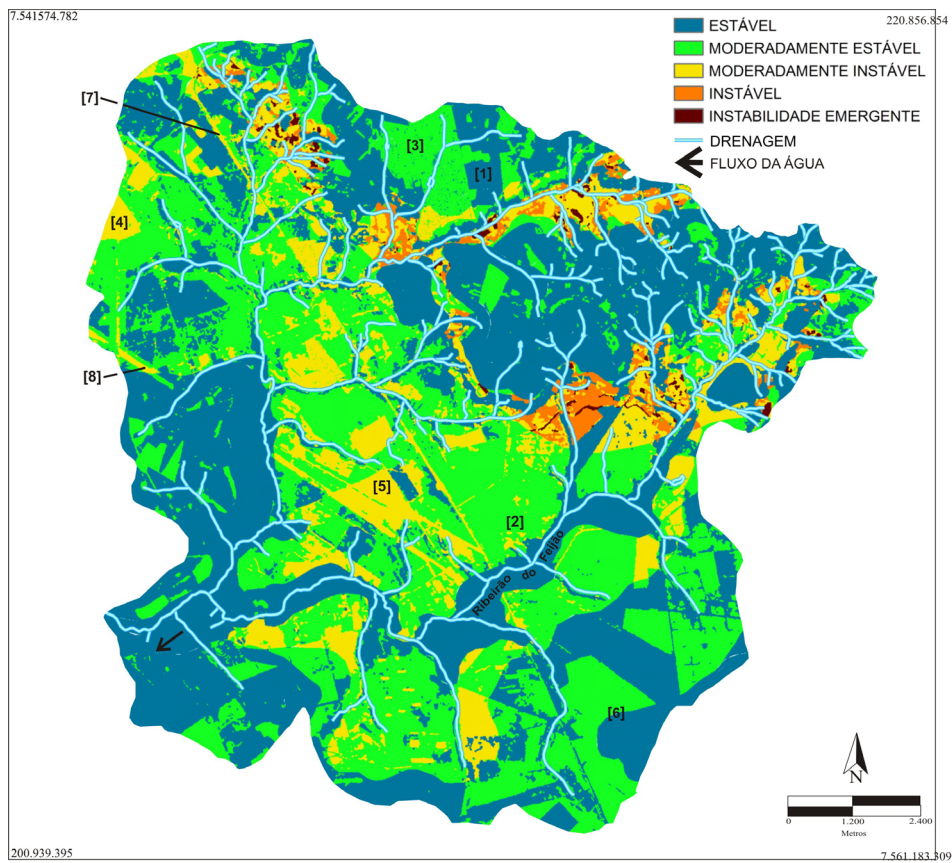 7.541574.782
220.856.854
ESTÁVEL
MODERADAMENTE ESTÁVEL
MODERADAMENTE INSTÁVEL
INSTÁVEL
INSTABILIDADE EMERGENTE
DRENAGEM
FLUXO DA ÁGUA
[7]
[3]
[1]
[4]
[8]
[5]
[2]
Ribeirão do Feijão
[6]
N
0 1.200 2.400
Metros
200.939.395
7.561.183.309